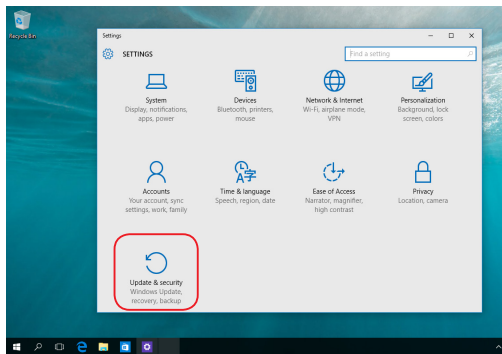 Recycle Bin
Settings
SETTINGS
Find a setting
System
Display, notifications,
apps, power
Devices
Bluetooth, printers,
mouse
Network & Internet
Wi-Fi, airplane mode,
VPN
Personalization
Background, lock
screen, colors
Accounts
Your account, sync
settings, work, family
Time & language
Speech, region, date
Ease of Access
Narrator, magnifier,
high contrast
Privacy
Location, camera
Update & security
Windows Update,
recovery, backup